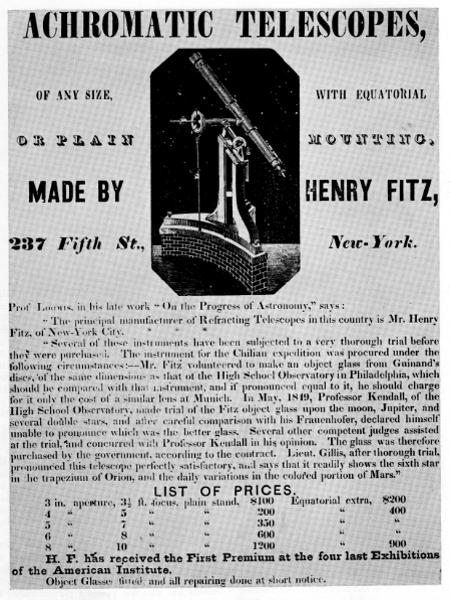 ACHROMATIC TELESCOPES,
OF ANY SIZE,
WITH EQUATORIAL
OR PLAIN
MOUNTING,
MADE BY
HENRY FITZ,
237 Fifth St.,
New-York.
Prof Loomis, in his late work "On the Progress of Astronomy," says:
"The principal manufacturer of Refracting Telescopes in this country is Mr. Henry
Fitz, of New-York City. " " "
"Several of these instruments have been subjected to a very thorough trial before
they were purchased. The instrument for the Chilian expedition was procured under the
following circumstances:—Mr. Fitz volunteered to make an object glass from Guinand's
discs, of the same dimensions as that of the High School Observatory in Philadelphia, which
should be compared with that instrument, and if pronounced equal to it, he should charge
for it only the cost of a similar lens at Munich. In May, 1849, Professor Kendall, of the
High School Observatory, made trial of the Fitz object glass upon the moon, Jupiter, and
several double stars, and after careful comparison with his Frauenhofer, declared himself
unable to pronounce which was the better glass. Several other competent judges assisted
at the trial, and concurred with Professor Kendall in his opinion. The glass was therefore
purchased by the government, according to the contract. Lieut. Gillis, after thorough trial,
pronounced this telescope perfectly satisfactory, and says that it readily shows the sixth star
in the trapezium of Orion, and the daily variations in the colored portion of Mars."
LIST OF PRICES.
3 in. aperture, 3½ ft. focus, plain stand, $100 Equatorial extra, $200
4 " 5 " " 200 " 400
5 " 7 " " 350 "
6 " 8 " " 600 "
8 " 10 " " 1200 " 900
H. F. has received the First Premium at the four last Exhibitions
of the American Institute.
Object Glasses fitted and all repairing done at short notice.